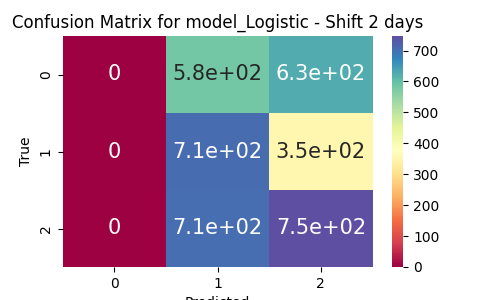 Confusion Matrix for model_Logistic - Shift 2 days
0 5.8e+02 6.3e+02
0 7.1e+02 3.5e+02
0 7.1e+02 7.5e+02
0
1
2
True
0 1 2
Predicted
700
600
500
400
300
200
100
0